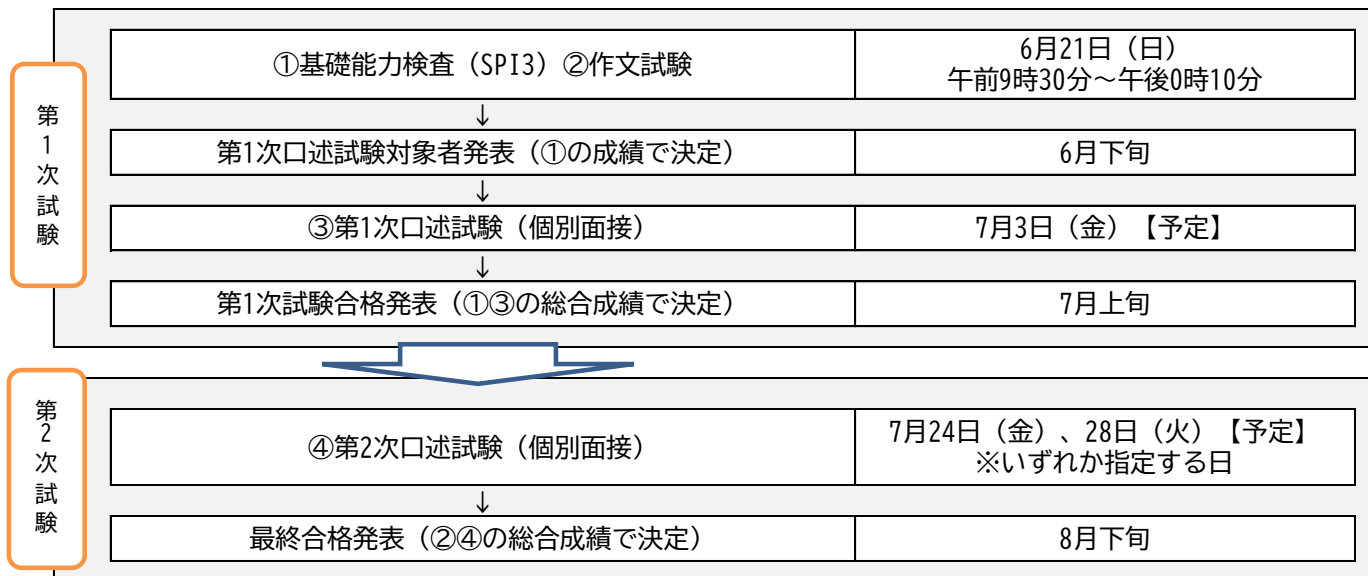 第1次試験
①基礎能力検査（SPI3）②作文試験
6月21日（日）
午前9時30分～午後0時10分
↓
第1次口述試験対象者発表（①の成績で決定）
6月下旬
↓
③第1次口述試験（個別面接）
7月3日（金）【予定】
↓
第1次試験合格発表（①③の総合成績で決定）
7月上旬
第2次試験
④第2次口述試験（個別面接）
7月24日（金）、28日（火）【予定】
※いずれか指定する日
↓
最終合格発表（②④の総合成績で決定）
8月下旬